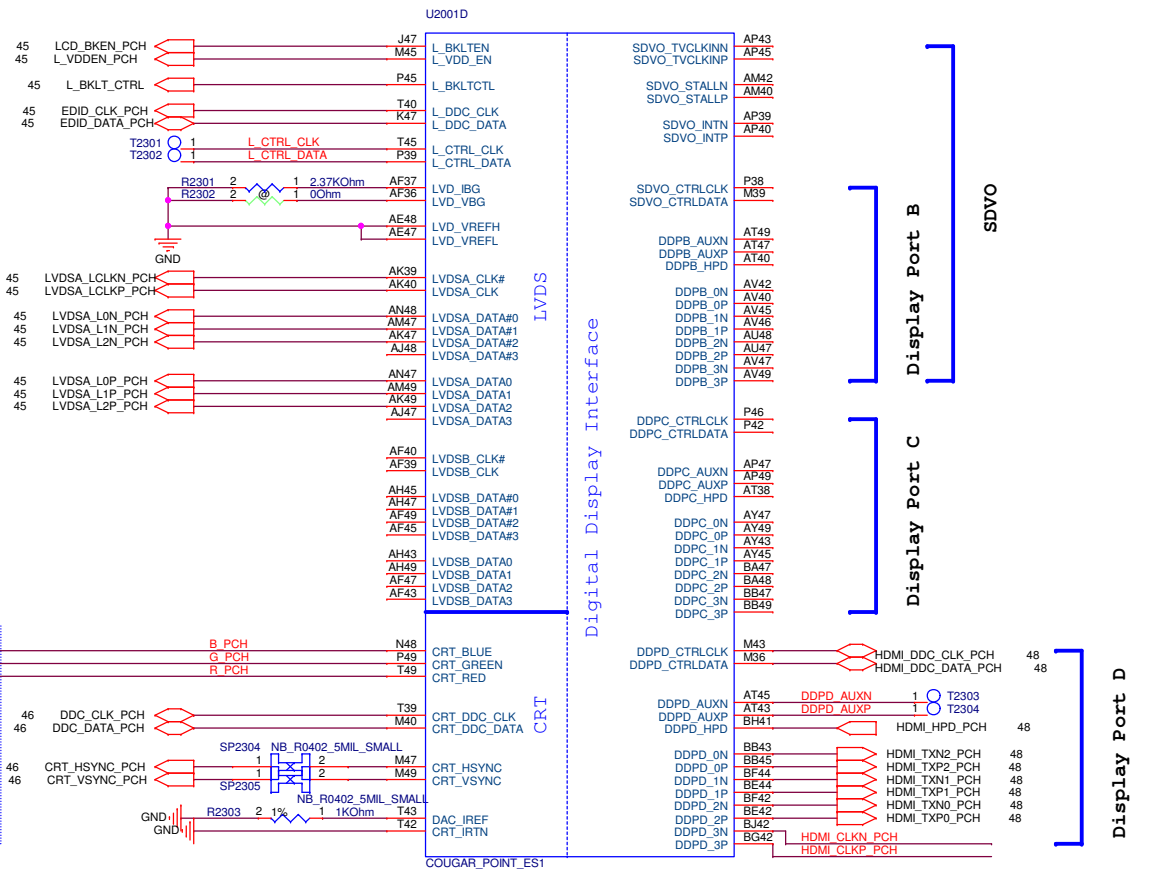 U2001D
45 LCD_BKEN_PCH J47 L_BKLTEN SDVO_TVCLKINN AP43
45 L_VDDEN_PCH M45 L_VDD_EN SDVO_TVCLKINP AP45
45 L_BKLT_CTRL P45 L_BKLTCTL SDVO_STALLN AM42
SDVO_STALLP AM40
45 EDID_CLK_PCH T40 L_DDC_CLK
45 EDID_DATA_PCH K47 L_DDC_DATA SDVO_INTN AP39
SDVO_INTP AP40
T2301 1 L_CTRL_CLK T45 L_CTRL_CLK
T2302 1 L_CTRL_DATA P39 L_CTRL_DATA
R2301 2 1 2.37KOhm AF37 LVD_IBG SDVO_CTRLCLK P38
R2302 2 @ 1 0Ohm AF36 LVD_VBG SDVO_CTRLDATA M39
AE48 LVD_VREFH
AE47 LVD_VREFL DDPB_AUXN AT49
DDPB_AUXP AT47
GND DDPB_HPD AT40
45 LVDSA_LCLKN_PCH AK39 LVDSA_CLK#
45 LVDSA_LCLKP_PCH AK40 LVDSA_CLK DDPB_0N AV42
DDPB_0P AV40
45 LVDSA_L0N_PCH AN48 LVDSA_DATA#0 DDPB_1N AV45
45 LVDSA_L1N_PCH AM47 LVDSA_DATA#1 DDPB_1P AV46
45 LVDSA_L2N_PCH AK47 LVDSA_DATA#2 DDPB_2N AU48
AJ48 LVDSA_DATA#3 DDPB_2P AU47
DDPB_3N AV47
45 LVDSA_L0P_PCH AN47 LVDSA_DATA0 DDPB_3P AV49
45 LVDSA_L1P_PCH AM49 LVDSA_DATA1
45 LVDSA_L2P_PCH AK49 LVDSA_DATA2
AJ47 LVDSA_DATA3 DDPC_CTRLCLK P46
DDPC_CTRLDATA P42
AF40 LVDSB_CLK#
AF39 LVDSB_CLK DDPC_AUXN AP47
DDPC_AUXP AP49
AH45 LVDSB_DATA#0 DDPC_HPD AT38
AH47 LVDSB_DATA#1
AF49 LVDSB_DATA#2 DDPC_0N AY47
AF45 LVDSB_DATA#3 DDPC_0P AY49
DDPC_1N AY43
AH43 LVDSB_DATA0 DDPC_1P AY45
AH49 LVDSB_DATA1 DDPC_2N BA47
AF47 LVDSB_DATA2 DDPC_2P BA48
AF43 LVDSB_DATA3 DDPC_3N BB47
DDPC_3P BB49
LVDS
Digital Display Interface
CRT
SDVO
Display Port B
Display Port C
Display Port D
B_PCH N48 CRT_BLUE DDPD_CTRLCLK M43 HDMI_DDC_CLK_PCH 48
G_PCH P49 CRT_GREEN DDPD_CTRLDATA M36 HDMI_DDC_DATA_PCH 48
R_PCH T49 CRT_RED
DDPD_AUXN AT45 DDPD_AUXN 1 T2303
46 DDC_CLK_PCH T39 CRT_DDC_CLK DDPD_AUXP AT43 DDPD_AUXP 1 T2304
46 DDC_DATA_PCH M40 CRT_DDC_DATA DDPD_HPD BH41 HDMI_HPD_PCH 48
SP2304 NB_R0402_5MIL_SMALL
46 CRT_HSYNC_PCH 1 2 M47 CRT_HSYNC DDPD_0N BB43 HDMI_TXN2_PCH 48
46 CRT_VSYNC_PCH 1 2 M49 CRT_VSYNC DDPD_0P BB45 HDMI_TXP2_PCH 48
SP2305 DDPD_1N BF44 HDMI_TXN1_PCH 48
NB_R0402_5MIL_SMALL DDPD_1P BE44 HDMI_TXP1_PCH 48
GND R2303 2 1% 1 1KOhm T43 DAC_IREF DDPD_2N BF42 HDMI_TXN0_PCH 48
GND T42 CRT_IRTN DDPD_2P BE42 HDMI_TXP0_PCH 48
DDPD_3N BJ42 HDMI_CLKN_PCH
DDPD_3P BG42 HDMI_CLKP_PCH
COUGAR_POINT_ES1